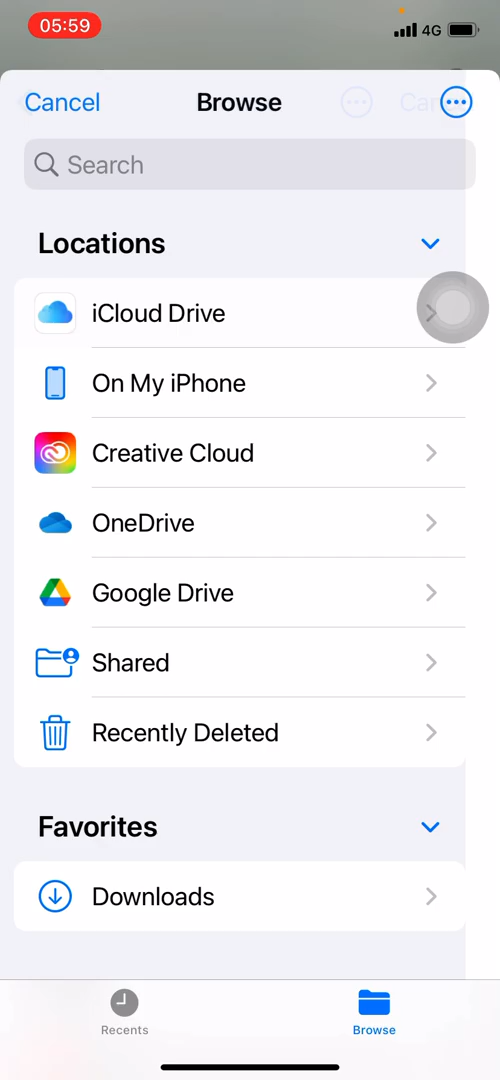 05:59
4G
Cancel
Browse
Search
Locations
iCloud Drive
On My iPhone
Creative Cloud
OneDrive
Google Drive
Shared
Recently Deleted
Favorites
Downloads
Recents
Browse